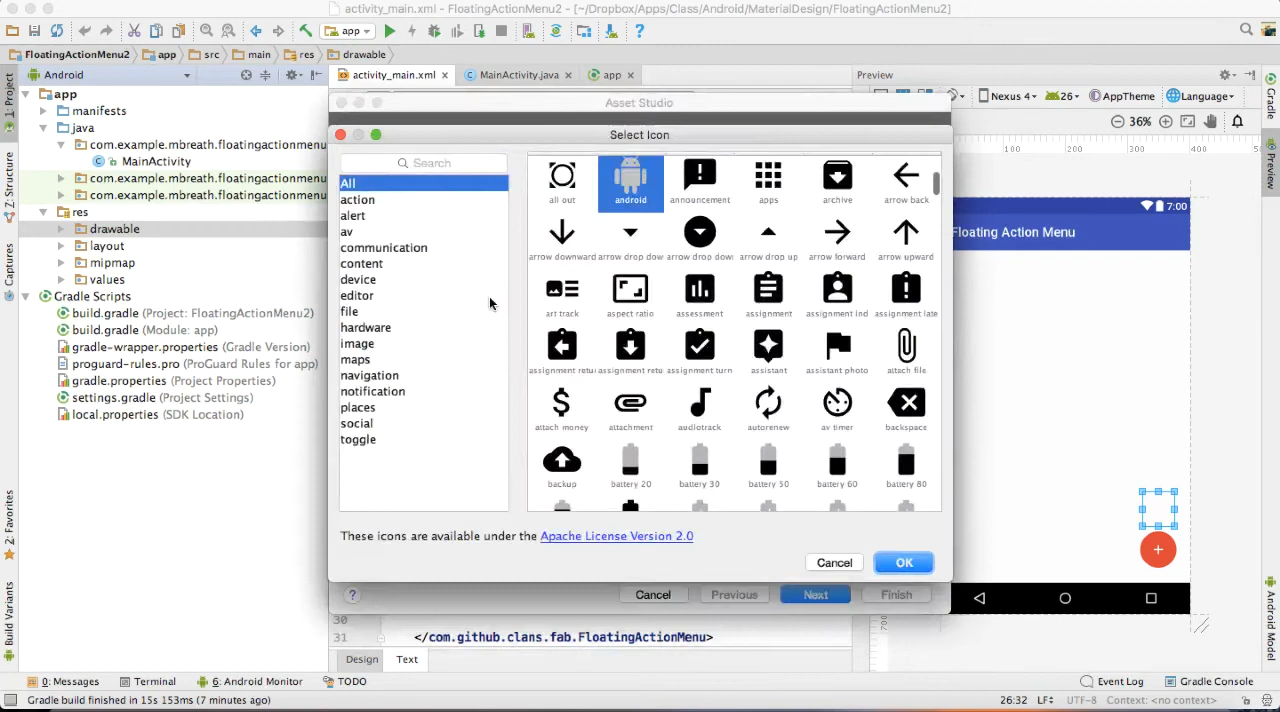 activity_main.xml - FloatingActionMenu2 - [~/Dropbox/Apps/Class/Android/MaterialDesign/FloatingActionMenu2]
app
?
FloatingActionMenu2 app src main res drawable
Android
activity_main.xml MainActivity.java app
Preview
Nexus 4 26 AppTheme Language
36%
100 300 400
1: Project
Z: Structure
Captures
2: Favorites
Build Variants
Gradle
Preview
Android Model
app
manifests
java
com.example.mbreath.floatingactionmenu
MainActivity
com.example.mbreath.floatingactionmenu
com.example.mbreath.floatingactionmenu
res
drawable
layout
mipmap
values
Gradle Scripts
build.gradle (Project: FloatingActionMenu2)
build.gradle (Module: app)
gradle-wrapper.properties (Gradle Version)
proguard-rules.pro (ProGuard Rules for app)
gradle.properties (Project Properties)
settings.gradle (Project Settings)
local.properties (SDK Location)
Asset Studio
Select Icon
Search
All
action
alert
av
communication
content
device
editor
file
hardware
image
maps
navigation
notification
places
social
toggle
all out android announcement apps archive arrow back
arrow downward arrow drop dow arrow drop down arrow drop up arrow forward arrow upward
art track aspect ratio assessment assignment assignment ind assignment late
assignment retu assignment retu assignment turn assistant assistant photo attach file
attach money attachment audiotrack autorenew av timer backspace
backup battery 20 battery 30 battery 50 battery 60 battery 80
These icons are available under the Apache License Version 2.0
Cancel OK
? Cancel Previous Next Finish
7:00
Floating Action Menu
30
31 </com.github.clans.fab.FloatingActionMenu>
Design Text
0: Messages Terminal 6: Android Monitor TODO Event Log Gradle Console
Gradle build finished in 15s 153ms (7 minutes ago) 26:32 LF UTF-8 Context: <no context>